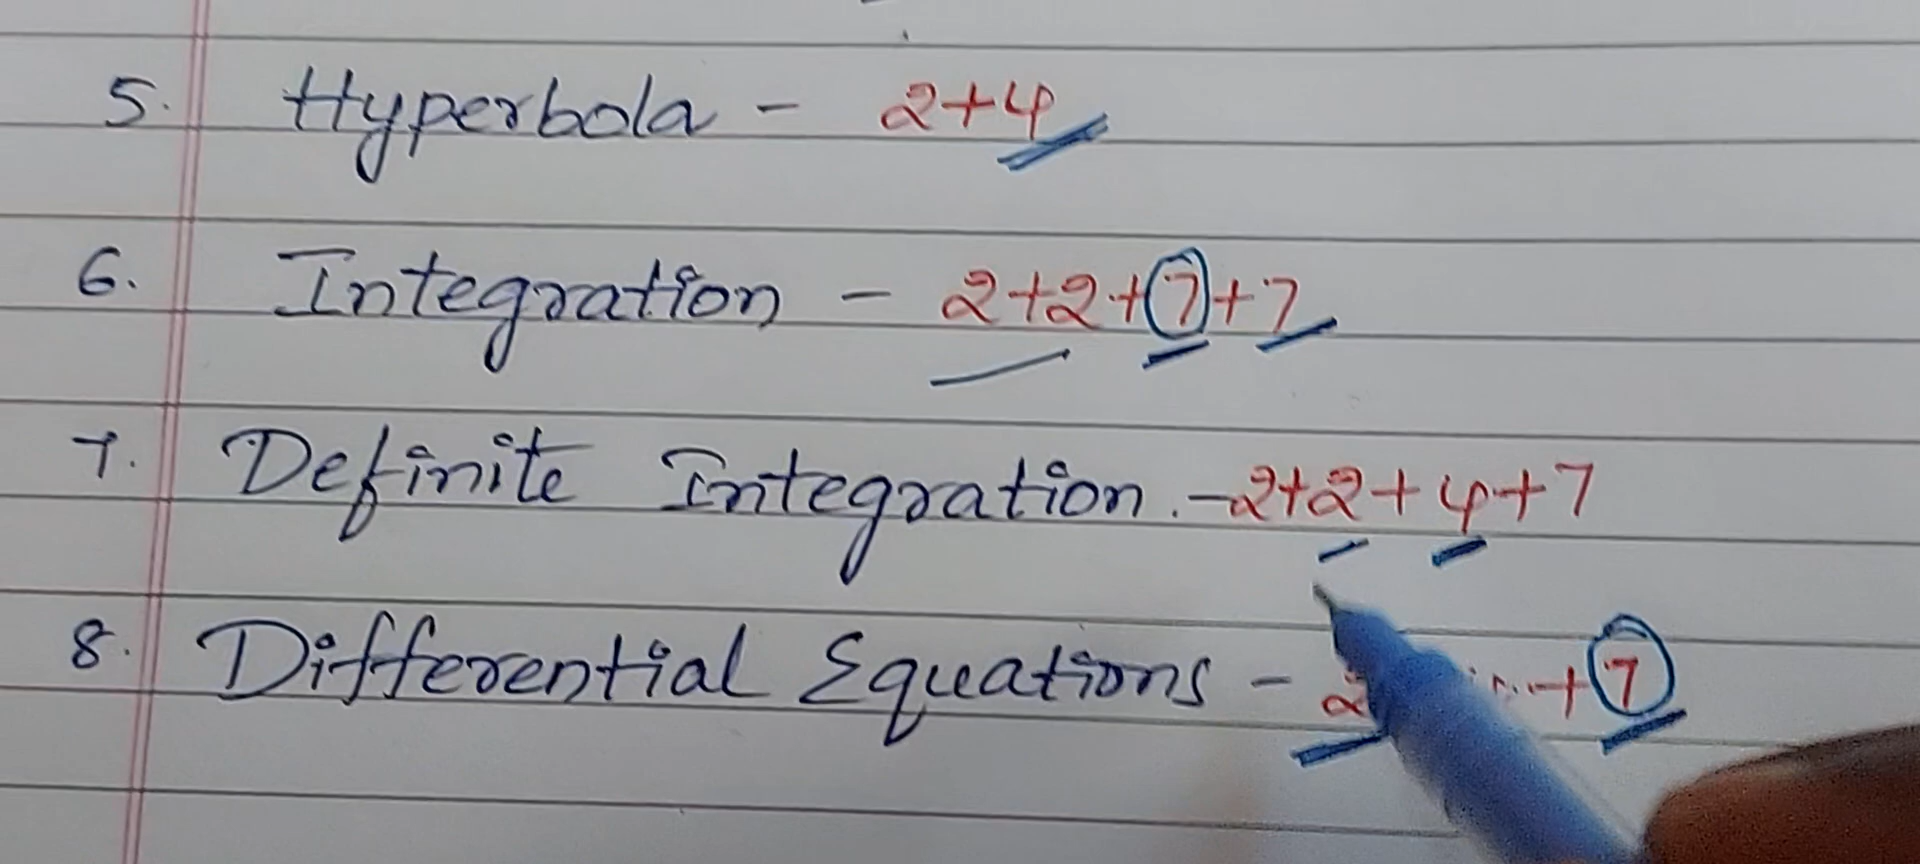 5. Hyperbola - 2+4
6. Integration - 2+2+7+7
7. Definite Integration. -2+2+4+7
8. Differential Equations - 2 +7